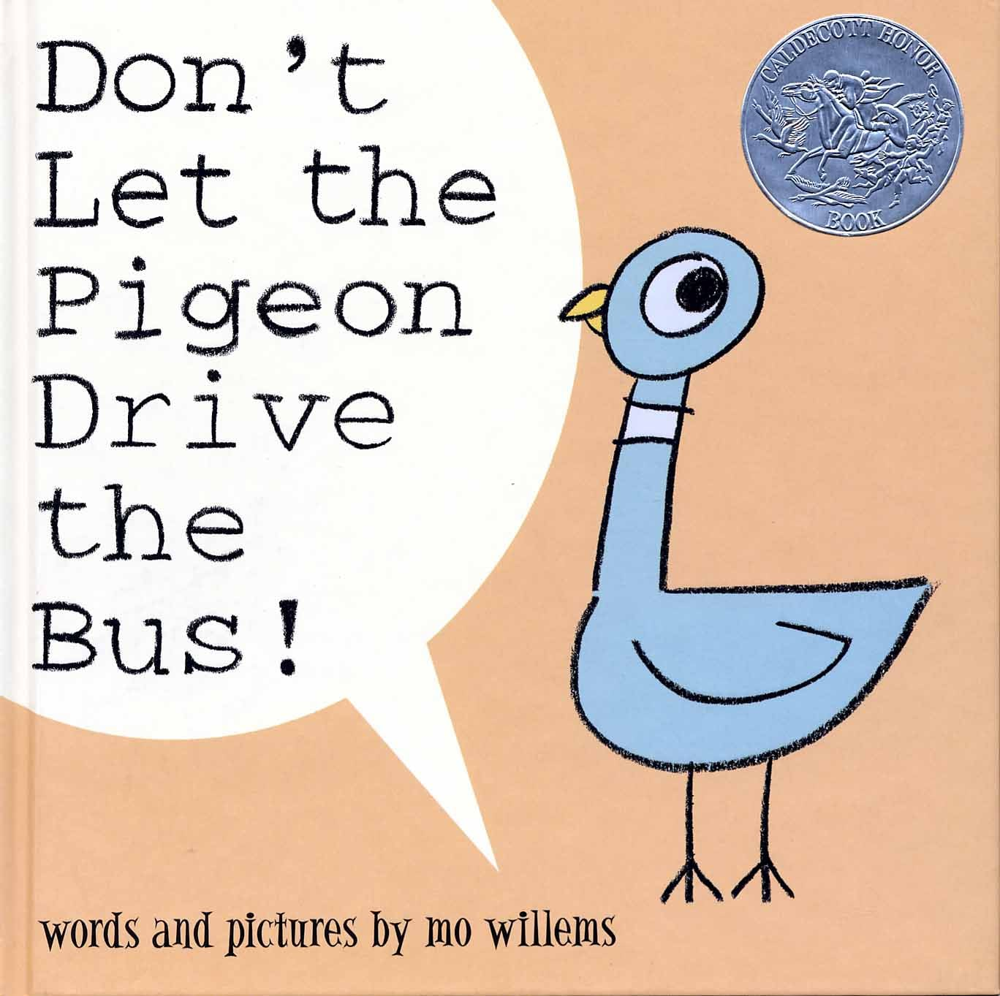 Don't
Let the
Pigeon
Drive
the
Bus!
CALDECOTT HONOR
BOOK
words and pictures by mo willems